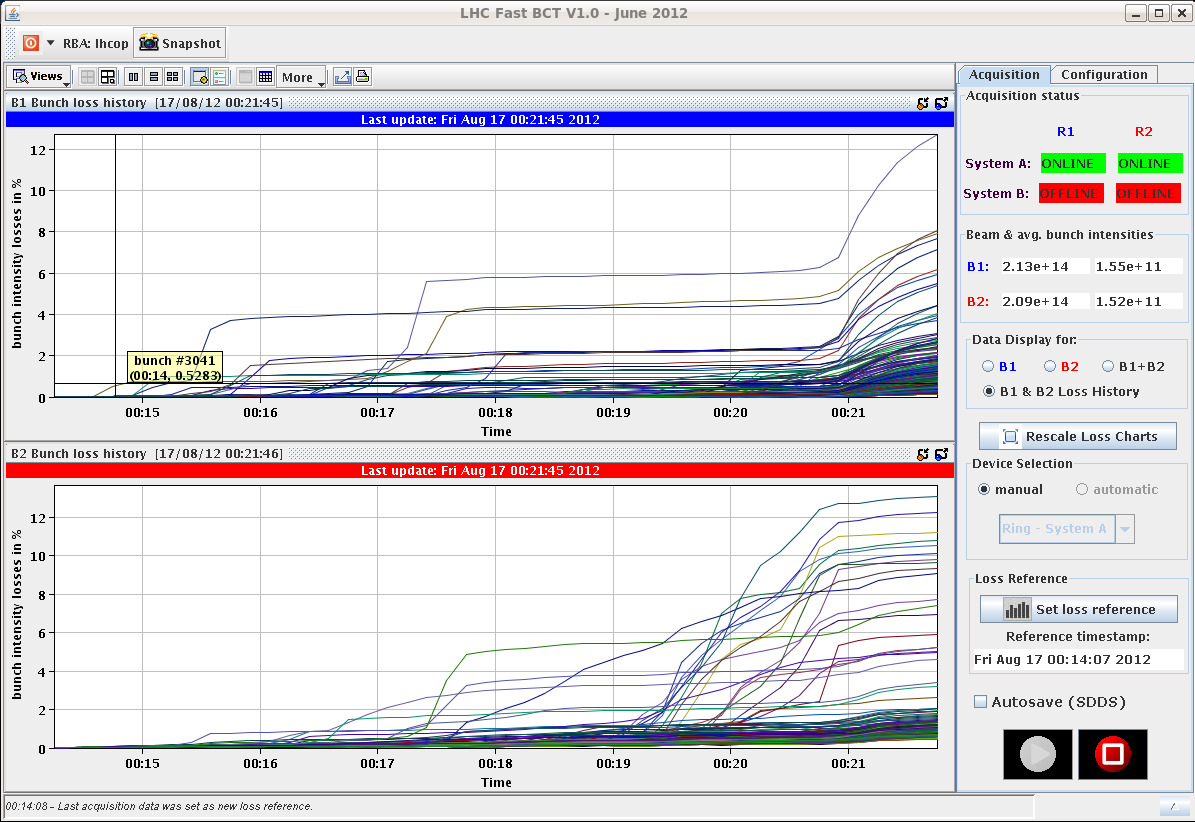 LHC Fast BCT V1.0 - June 2012
RBA: lhcop Snapshot
Views More
B1 Bunch loss history [17/08/12 00:21:45]
Last update: Fri Aug 17 00:21:45 2012
bunch intensity losses in %
12
10
8
6
4
2
0
bunch #3041
(00:14, 0.5283)
00:15 00:16 00:17 00:18 00:19 00:20 00:21
Time
B2 Bunch loss history [17/08/12 00:21:46]
Last update: Fri Aug 17 00:21:45 2012
bunch intensity losses in %
12
10
8
6
4
2
0
00:15 00:16 00:17 00:18 00:19 00:20 00:21
Time
Acquisition Configuration
Acquisition status
R1 R2
System A: ONLINE ONLINE
System B: OFFLINE OFFLINE
Beam & avg. bunch intensities
B1: 2.13e+14 1.55e+11
B2: 2.09e+14 1.52e+11
Data Display for:
B1 B2 B1+B2
B1 & B2 Loss History
Rescale Loss Charts
Device Selection
manual automatic
Ring - System A
Loss Reference
Set loss reference
Reference timestamp:
Fri Aug 17 00:14:07 2012
Autosave (SDDS)
00:14:08 - Last acquisition data was set as new loss reference.